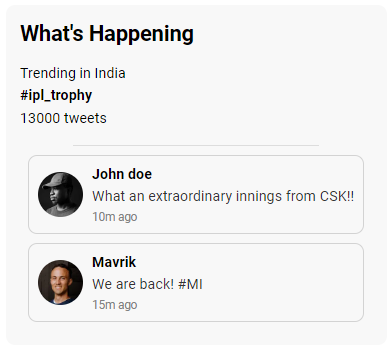 What's Happening
Trending in India
#ipl_trophy
13000 tweets
John doe
What an extraordinary innings from CSK!!
10m ago
Mavrik
We are back! #MI
15m ago